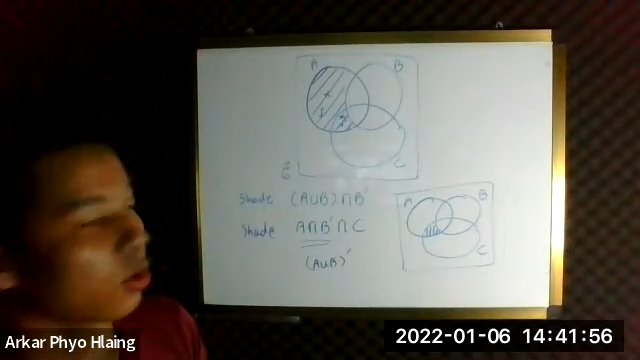 A B
C
ξ
Shade (A∪B)∩B'
Shade A∩B'∩C
(A∪B)'
A B
C
Arkar Phyo Hlaing
2022-01-06 14:41:56